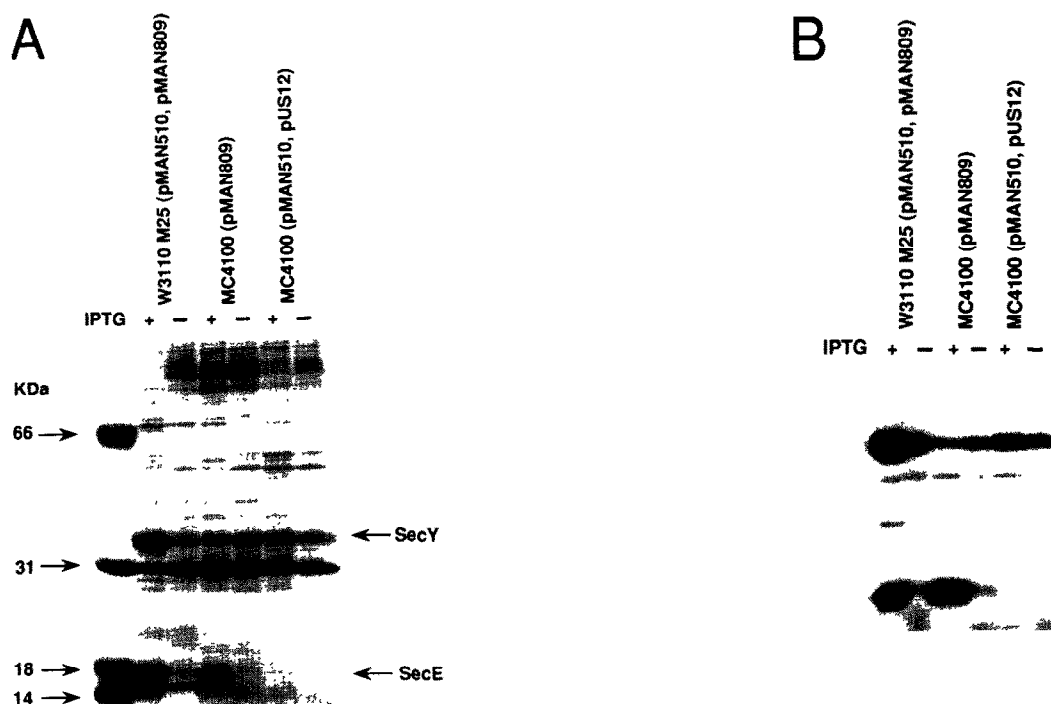 A
W3110 M25 (pMAN510, pMAN809)
MC4100 (pMAN809)
MC4100 (pMAN510, pUS12)
IPTG + − + − + −
KDa
66
SecY
31
18
SecE
14
B
W3110 M25 (pMAN510, pMAN809)
MC4100 (pMAN809)
MC4100 (pMAN510, pUS12)
IPTG + − + − + −